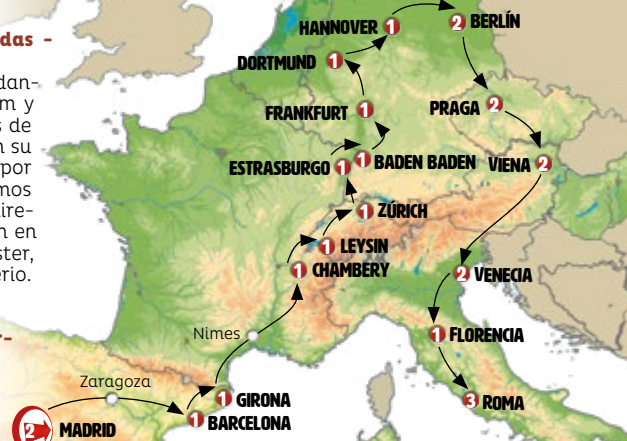 das -
dan-
m y
s de
n su
por
mos
ire-
n en
ster,
erio.
r-
HANNOVER 1
2 BERLÍN
DORTMUND 1
FRANKFURT 1
PRAGA 2
ESTRASBURGO 1
1 BADEN BADEN
VIENA 2
1 ZÚRICH
1 LEYSIN
1 CHAMBERY
2 VENECIA
Nimes
1 FLORENCIA
Zaragoza
1 GIRONA
3 ROMA
1 BARCELONA
2 MADRID